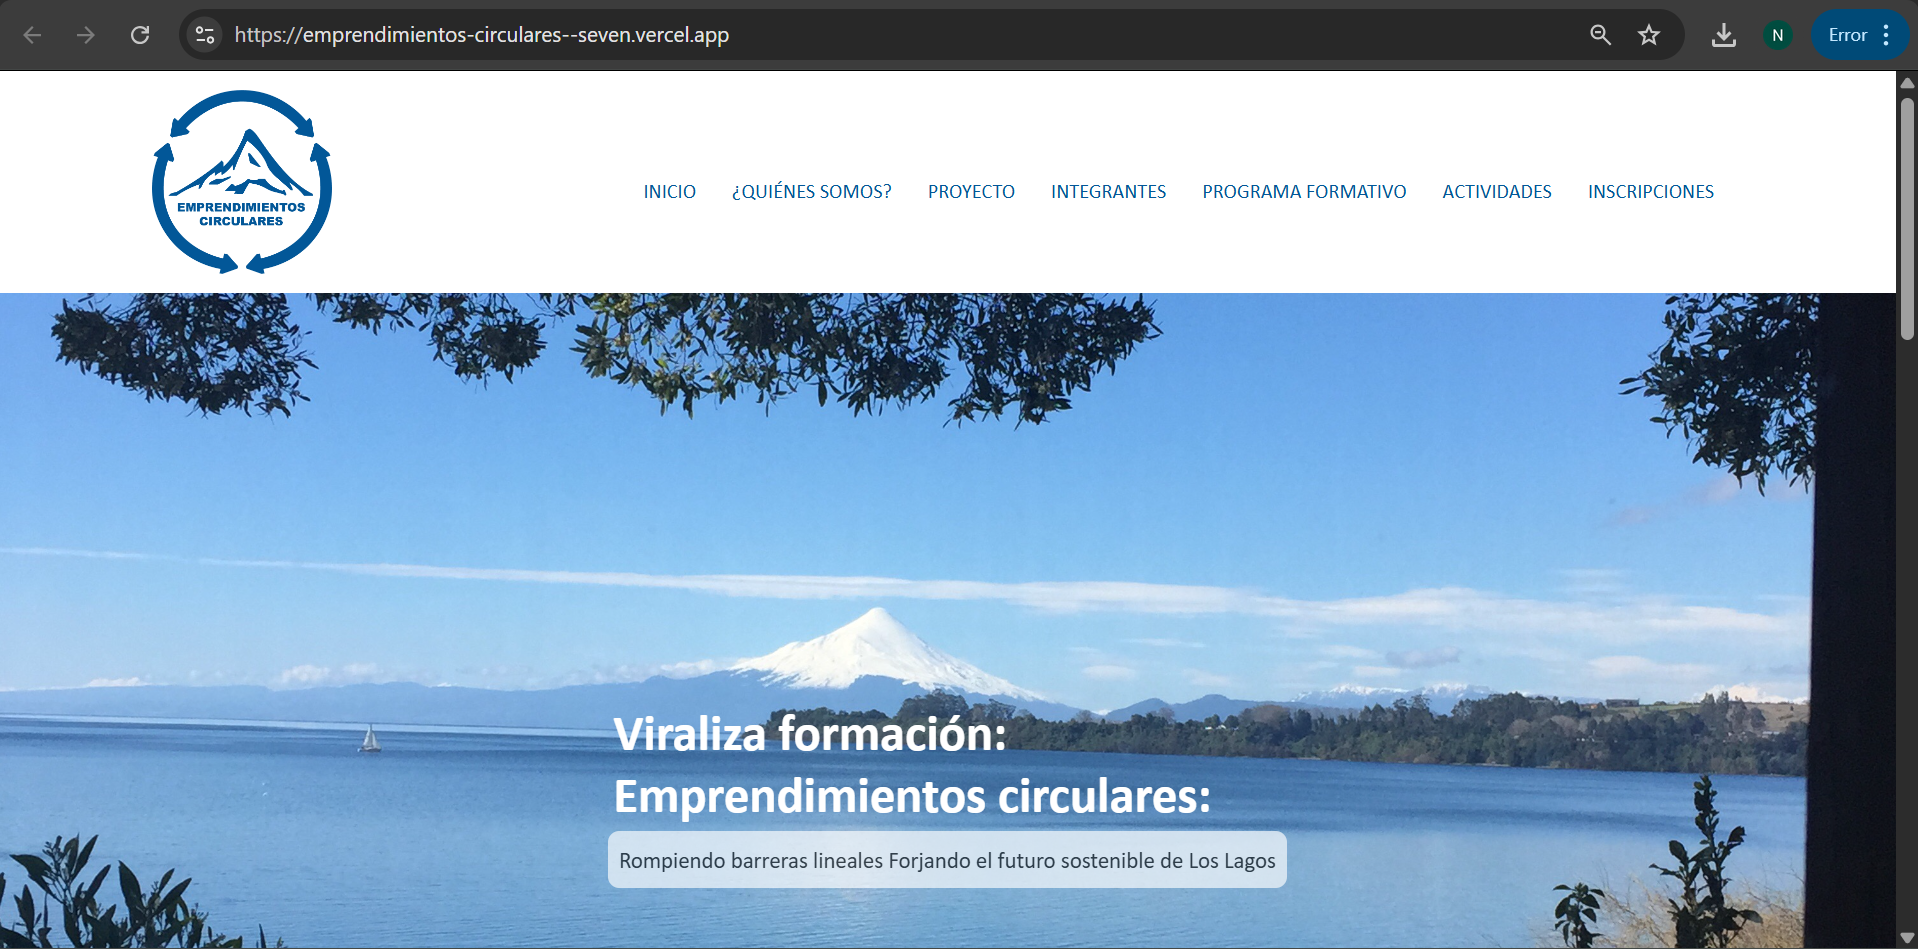 https://emprendimientos-circulares--seven.vercel.app
N
Error
EMPRENDIMIENTOS
CIRCULARES
INICIO
¿QUIÉNES SOMOS?
PROYECTO
INTEGRANTES
PROGRAMA FORMATIVO
ACTIVIDADES
INSCRIPCIONES
Viraliza formación:
Emprendimientos circulares:
Rompiendo barreras lineales Forjando el futuro sostenible de Los Lagos